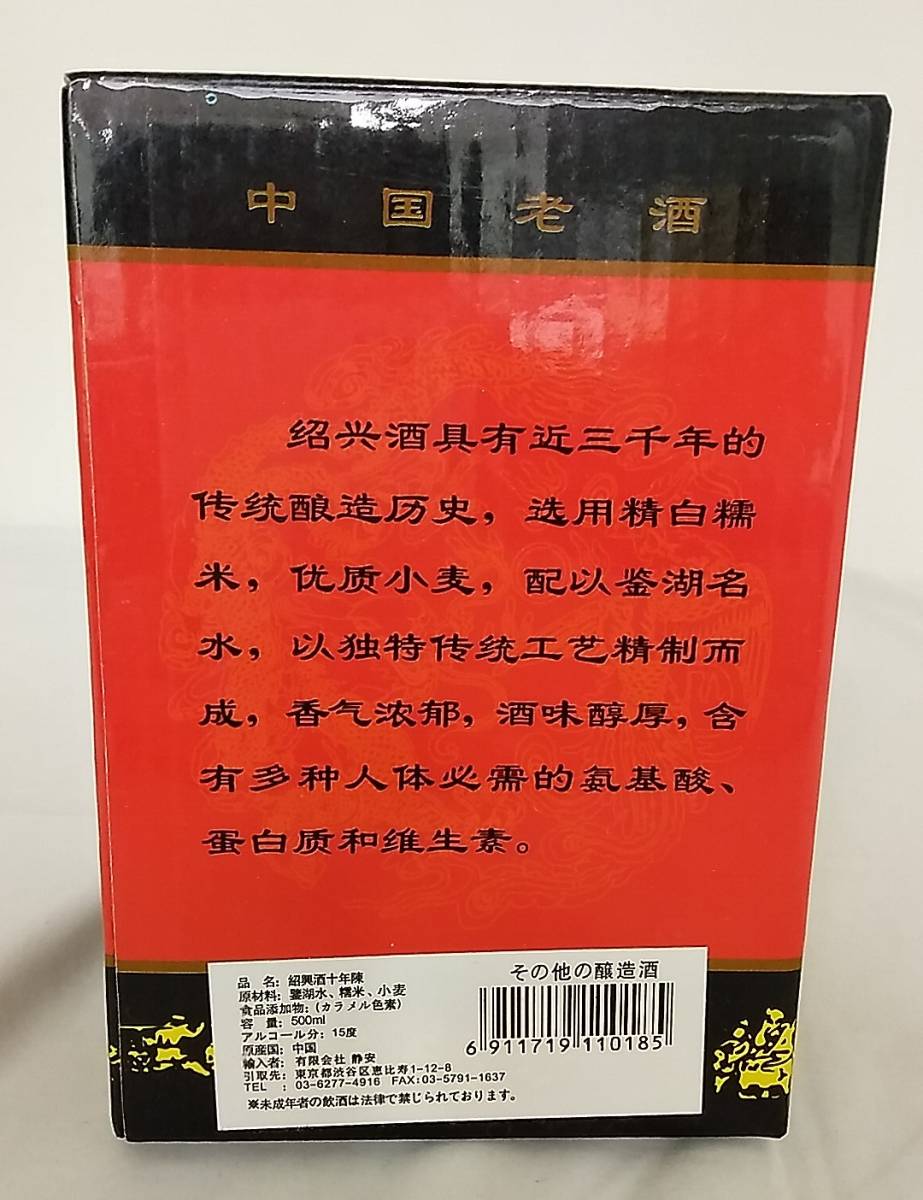 中国老酒
绍兴酒具有近三千年的
传统酿造历史，选用精白糯
米，优质小麦，配以鉴湖名
水，以独特传统工艺精制而
成，香气浓郁，酒味醇厚，含
有多种人体必需的氨基酸、
蛋白质和维生素。
品 名：紹興酒十年陳
原材料：鑒湖水、糯米、小麦
食品添加物：(カラメル色素)
容 量：500ml
アルコール分：15度
原産国：中国
輸入者：有限会社 静安
引取先：東京都渋谷区恵比寿1-12-8
TEL ：03-6277-4916 FAX:03-5791-1637
※未成年者の飲酒は法律で禁じられております。
その他の醸造酒
6 911719 110185